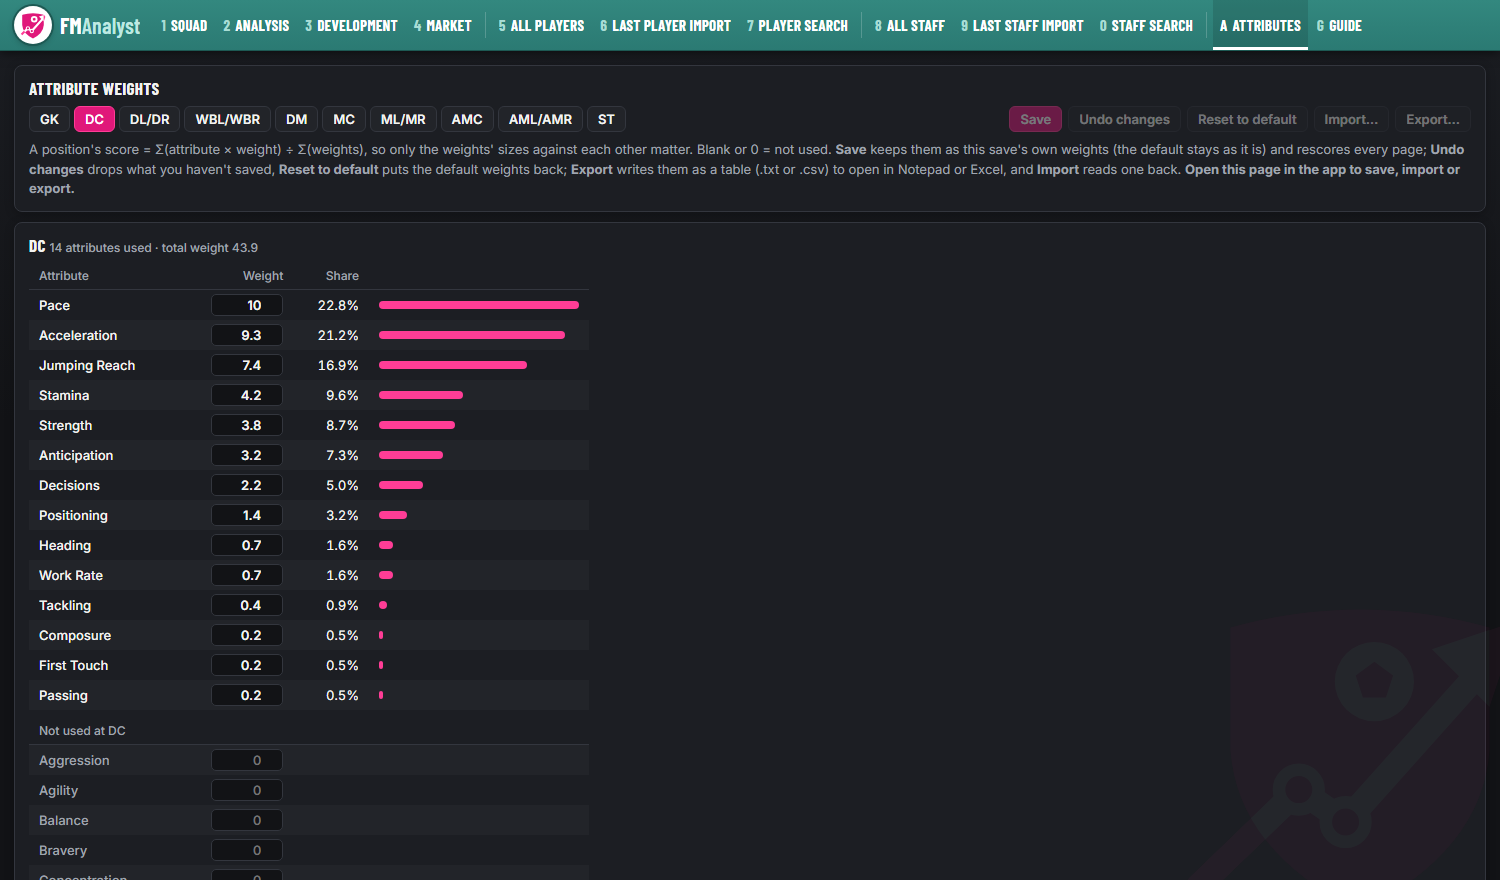 FMAnalyst 1 SQUAD 2 ANALYSIS 3 DEVELOPMENT 4 MARKET 5 ALL PLAYERS 6 LAST PLAYER IMPORT 7 PLAYER SEARCH 8 ALL STAFF 9 LAST STAFF IMPORT 0 STAFF SEARCH A ATTRIBUTES G GUIDE
ATTRIBUTE WEIGHTS
GK DC DL/DR WBL/WBR DM MC ML/MR AMC AML/AMR ST Save Undo changes Reset to default Import... Export...
A position's score = Σ(attribute × weight) ÷ Σ(weights), so only the weights' sizes against each other matter. Blank or 0 = not used. Save keeps them as this save's own weights (the default stays as it is) and rescores every page; Undo
changes drops what you haven't saved, Reset to default puts the default weights back; Export writes them as a table (.txt or .csv) to open in Notepad or Excel, and Import reads one back. Open this page in the app to save, import or
export.
DC 14 attributes used · total weight 43.9
Attribute Weight Share
Pace 10 22.8%
Acceleration 9.3 21.2%
Jumping Reach 7.4 16.9%
Stamina 4.2 9.6%
Strength 3.8 8.7%
Anticipation 3.2 7.3%
Decisions 2.2 5.0%
Positioning 1.4 3.2%
Heading 0.7 1.6%
Work Rate 0.7 1.6%
Tackling 0.4 0.9%
Composure 0.2 0.5%
First Touch 0.2 0.5%
Passing 0.2 0.5%
Not used at DC
Aggression 0
Agility 0
Balance 0
Bravery 0
Concentration 0